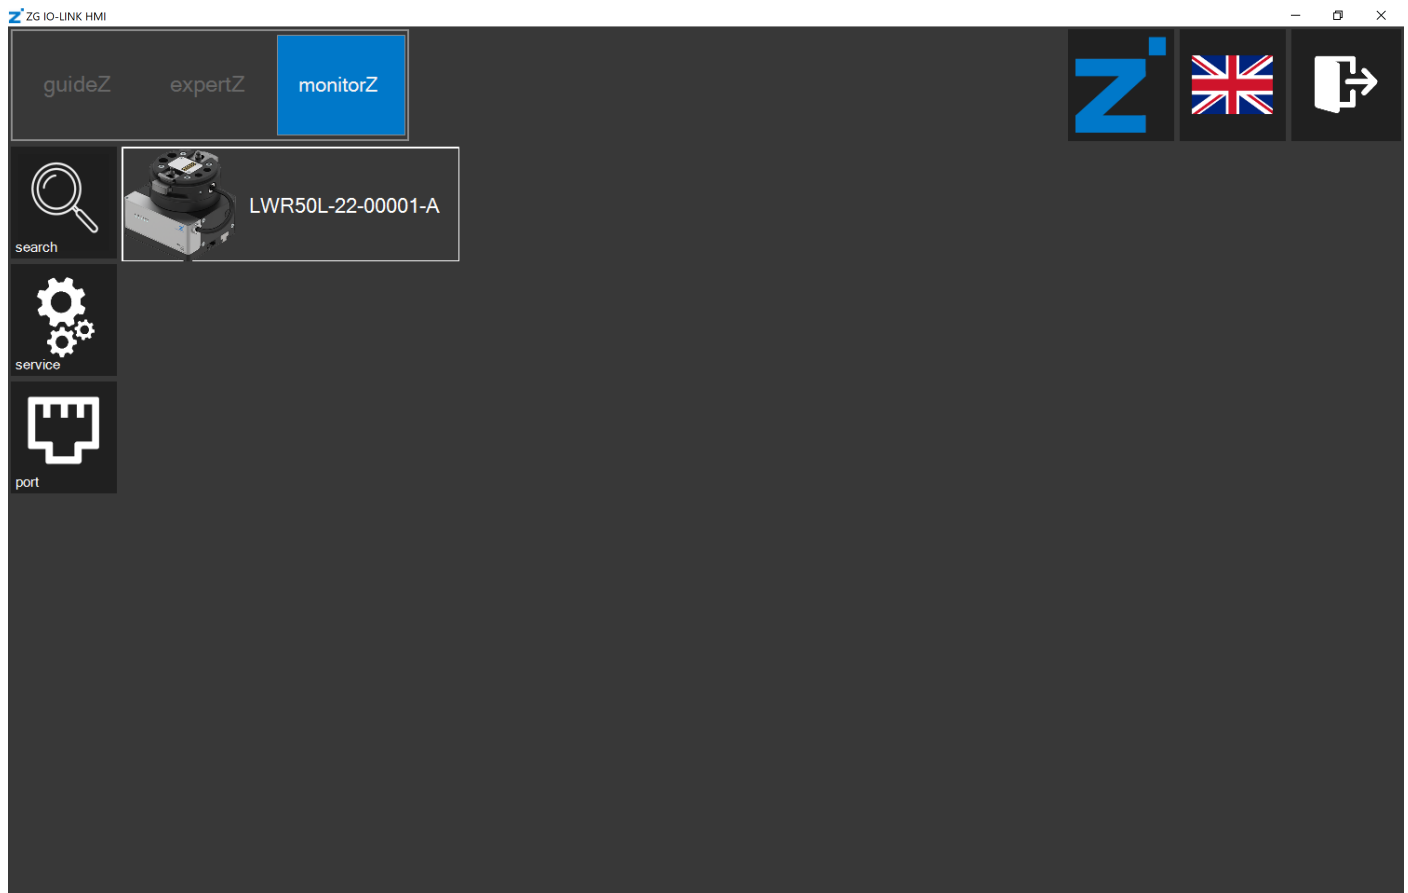 ZG IO-LINK HMI
guideZ expertZ monitorZ
search
LWR50L-22-00001-A
service
port